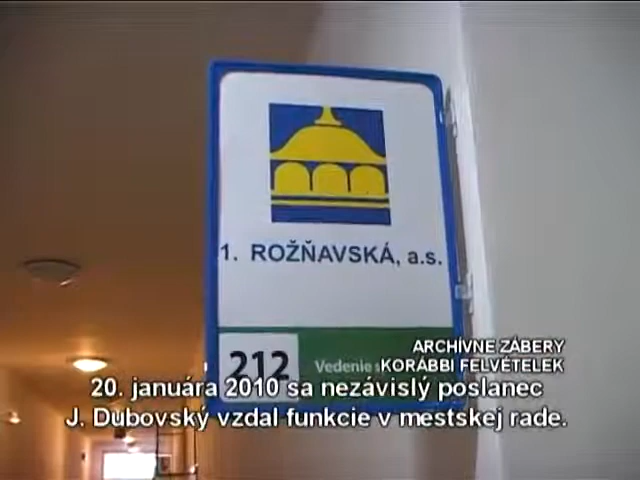 1. ROŽŇAVSKÁ, a.s.
212
Vedenie
ARCHÍVNE ZÁBERY
KORÁBBI FELVÉTELEK
20. januára 2010 sa nezávislý poslanec
J. Dubovský vzdal funkcie v mestskej rade.